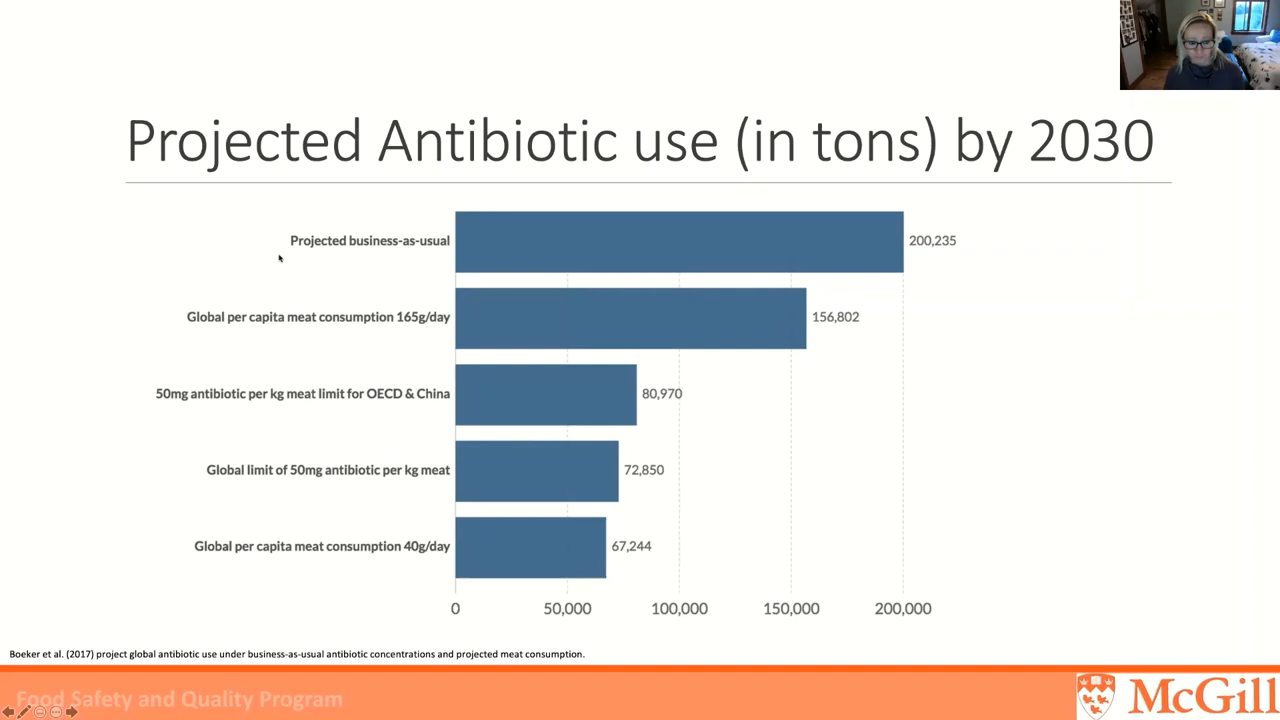 Projected Antibiotic use (in tons) by 2030
Projected business-as-usual
200,235
Global per capita meat consumption 165g/day
156,802
50mg antibiotic per kg meat limit for OECD & China
80,970
Global limit of 50mg antibiotic per kg meat
72,850
Global per capita meat consumption 40g/day
67,244
0 50,000 100,000 150,000 200,000
Boeker et al. (2017) project global antibiotic use under business-as-usual antibiotic concentrations and projected meat consumption.
Food Safety and Quality Program
McGill